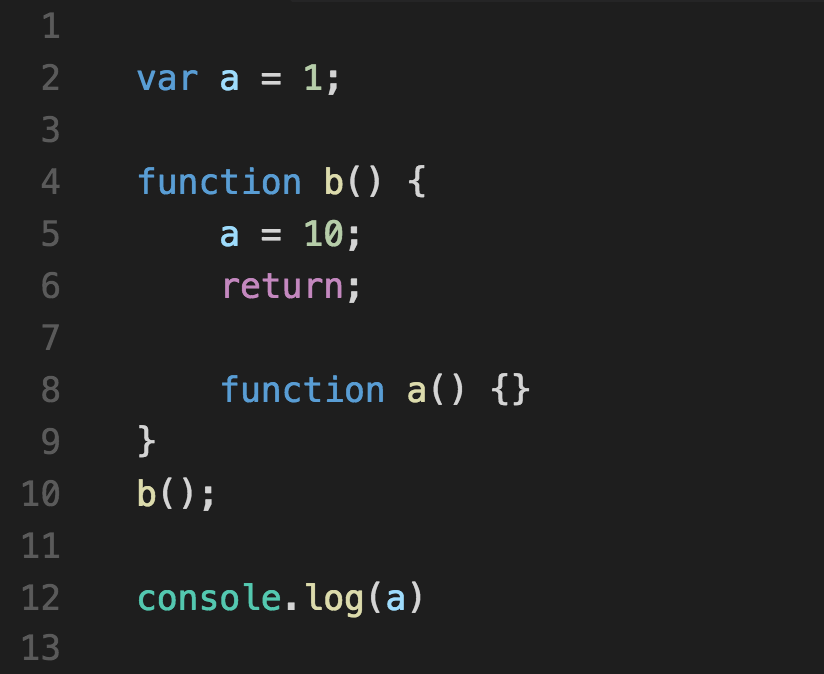 1
2 var a = 1;
3
4 function b() {
5     a = 10;
6     return;
7
8     function a() {}
9 }
10 b();
11
12 console.log(a)
13